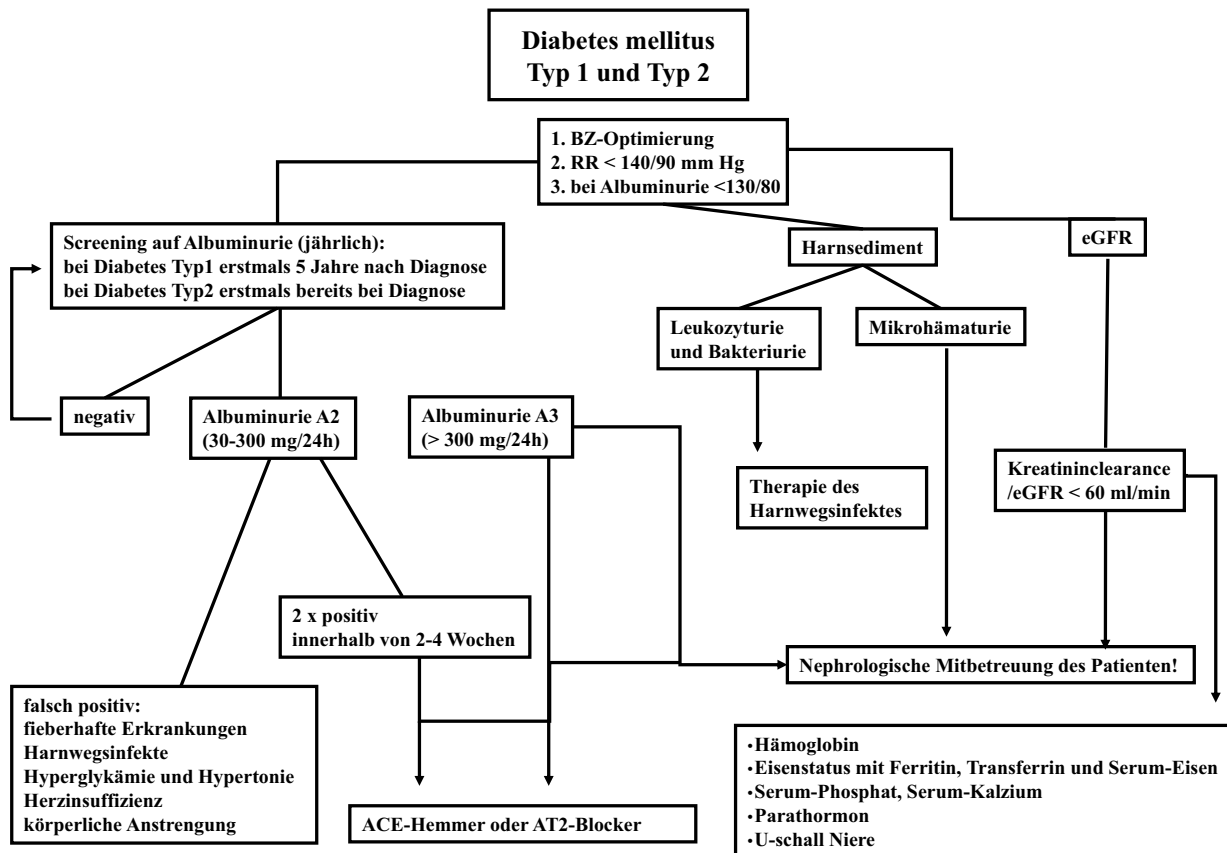 Diabetes mellitus
Typ 1 und Typ 2
1. BZ-Optimierung
2. RR < 140/90 mm Hg
3. bei Albuminurie <130/80
Screening auf Albuminurie (jährlich):
bei Diabetes Typ1 erstmals 5 Jahre nach Diagnose
bei Diabetes Typ2 erstmals bereits bei Diagnose
Harnsediment
eGFR
Leukozyturie
und Bakteriurie
Mikrohämaturie
negativ
Albuminurie A2
(30-300 mg/24h)
Albuminurie A3
(> 300 mg/24h)
Therapie des
Harnwegsinfektes
Kreatininclearance
/eGFR < 60 ml/min
2 x positiv
innerhalb von 2-4 Wochen
Nephrologische Mitbetreuung des Patienten!
falsch positiv:
fieberhafte Erkrankungen
Harnwegsinfekte
Hyperglykämie und Hypertonie
Herzinsuffizienz
körperliche Anstrengung
ACE-Hemmer oder AT2-Blocker
•Hämoglobin
•Eisenstatus mit Ferritin, Transferrin und Serum-Eisen
•Serum-Phosphat, Serum-Kalzium
•Parathormon
•U-schall Niere